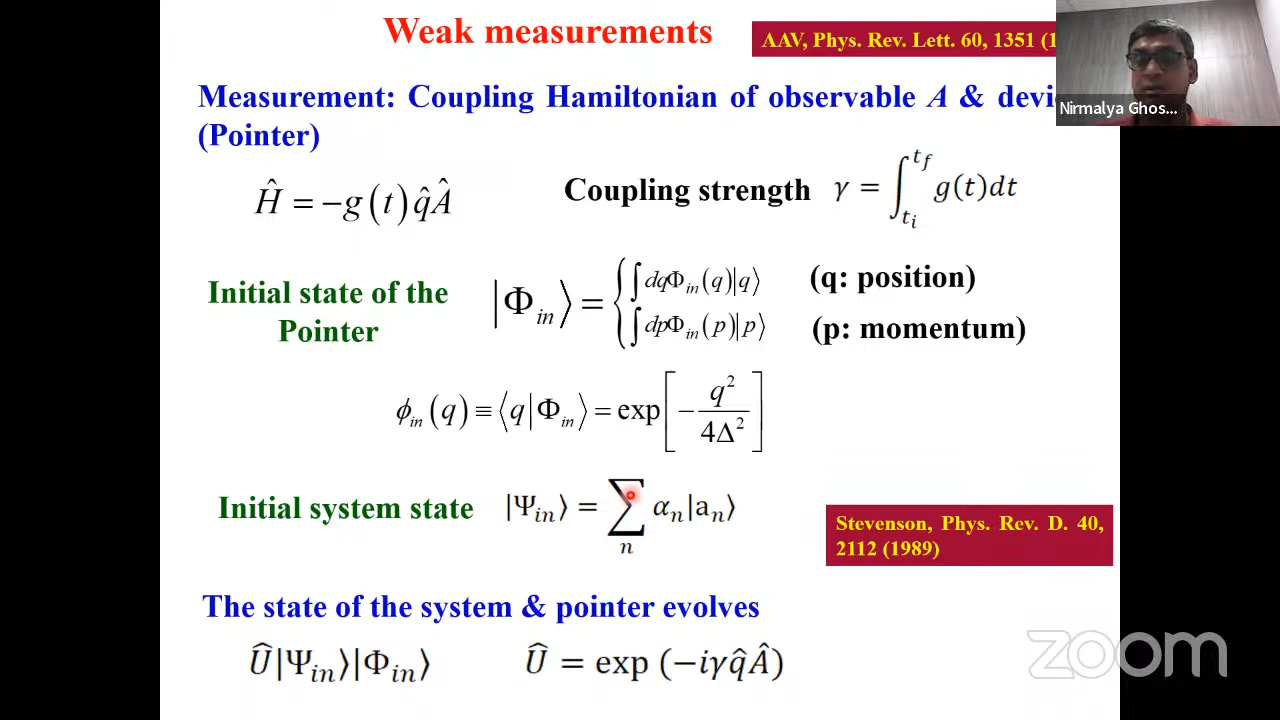 Weak measurements
AAV, Phys. Rev. Lett. 60, 1351 (1
Nirmalya Ghos...
Measurement: Coupling Hamiltonian of observable A & devi
(Pointer)
Ĥ = −g(t)q̂Â
Coupling strength γ = ∫_{t_i}^{t_f} g(t)dt
Initial state of the
Pointer
|Φ_in⟩ = { ∫dqΦ_in(q)|q⟩ (q: position)
∫dpΦ_in(p)|p⟩ (p: momentum)
ϕ_in(q) ≡ ⟨q|Φ_in⟩ = exp[−q²/4Δ²]
Initial system state |Ψ_in⟩ = ∑_n α_n|a_n⟩
Stevenson, Phys. Rev. D. 40,
2112 (1989)
The state of the system & pointer evolves
Û|Ψ_in⟩|Φ_in⟩ Û = exp (−iγq̂Â)
zoom